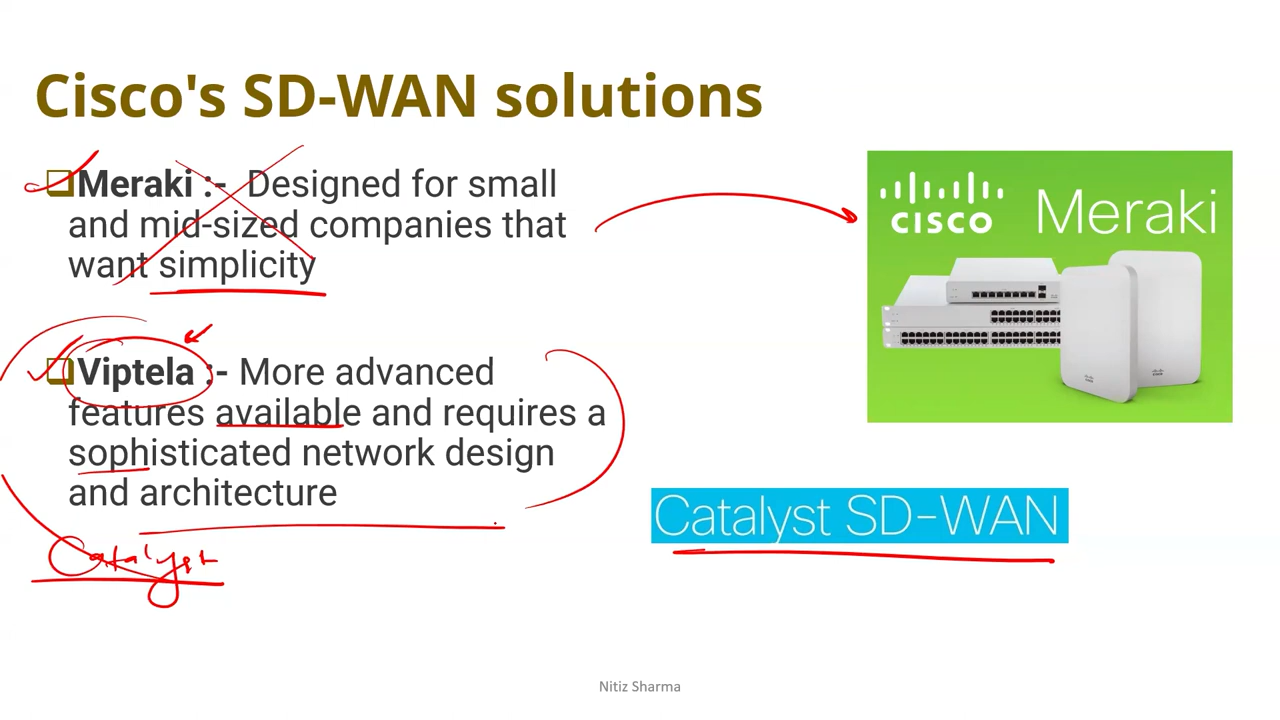 Cisco's SD-WAN solutions
Meraki :- Designed for small
and mid-sized companies that
want simplicity
Viptela :- More advanced
features available and requires a
sophisticated network design
and architecture
Catalyst
CISCO Meraki
Catalyst SD-WAN
Nitiz Sharma